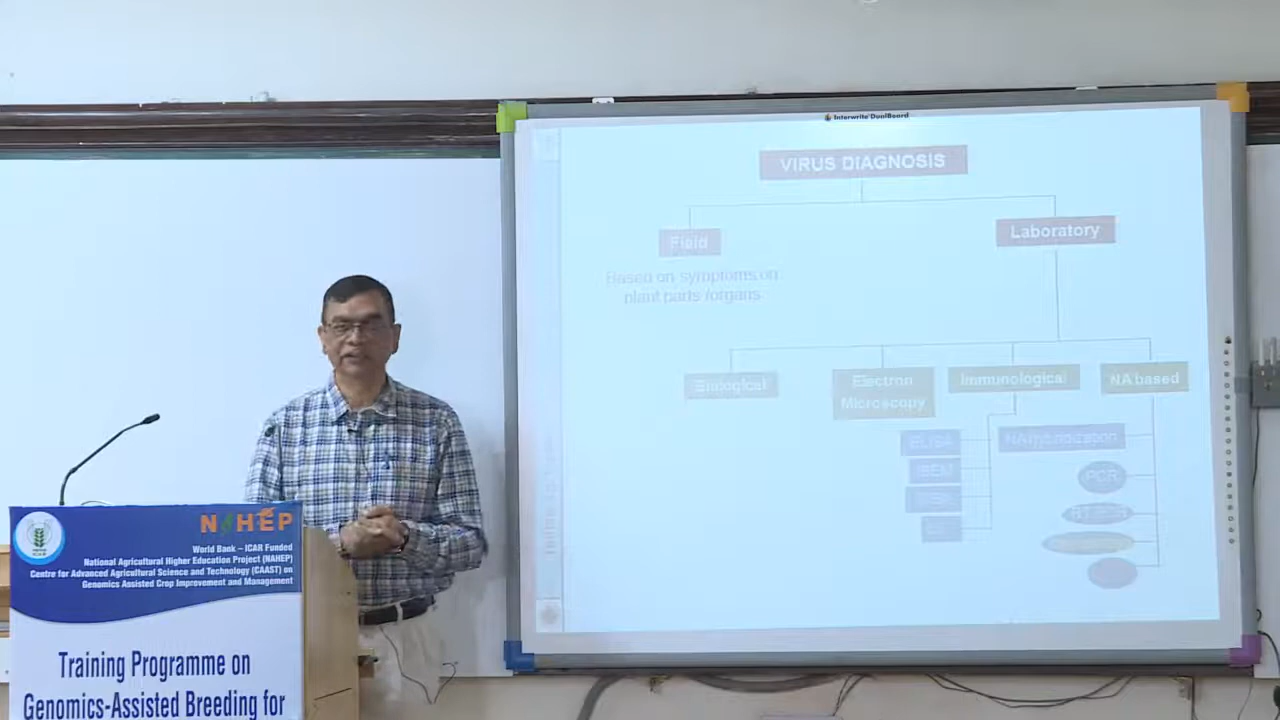 Interwrite DualBoard
VIRUS DIAGNOSIS
Field
Laboratory
Based on symptoms on
plant parts /organs
Biological
Electron
Microscopy
Immunological
NA based
ELISA
NA hybridization
ISEM
PCR
NAHEP
World Bank – ICAR Funded
National Agricultural Higher Education Project (NAHEP)
Centre for Advanced Agricultural Science and Technology (CAAST) on
Genomics Assisted Crop Improvement and Management
Training Programme on
Genomics-Assisted Breeding for